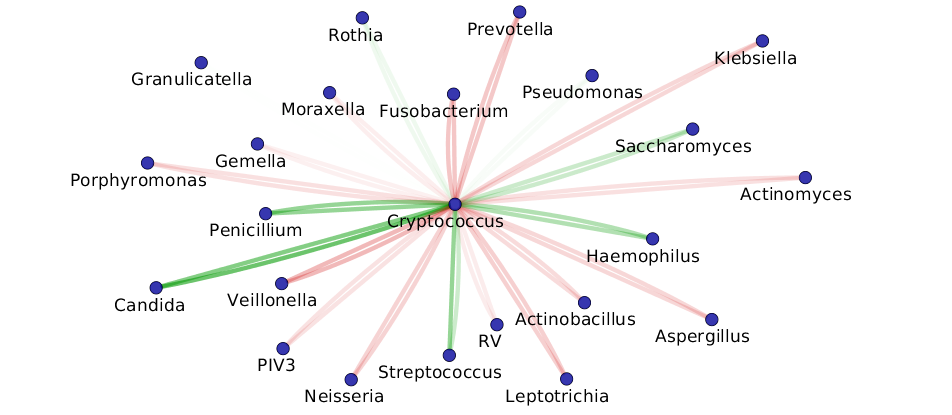 Prevotella
Rothia
Klebsiella
Granulicatella
Pseudomonas
Moraxella
Fusobacterium
Saccharomyces
Gemella
Porphyromonas
Actinomyces
Cryptococcus
Penicillium
Haemophilus
Veillonella
Candida
Actinobacillus
Aspergillus
RV
PIV3
Streptococcus
Neisseria
Leptotrichia